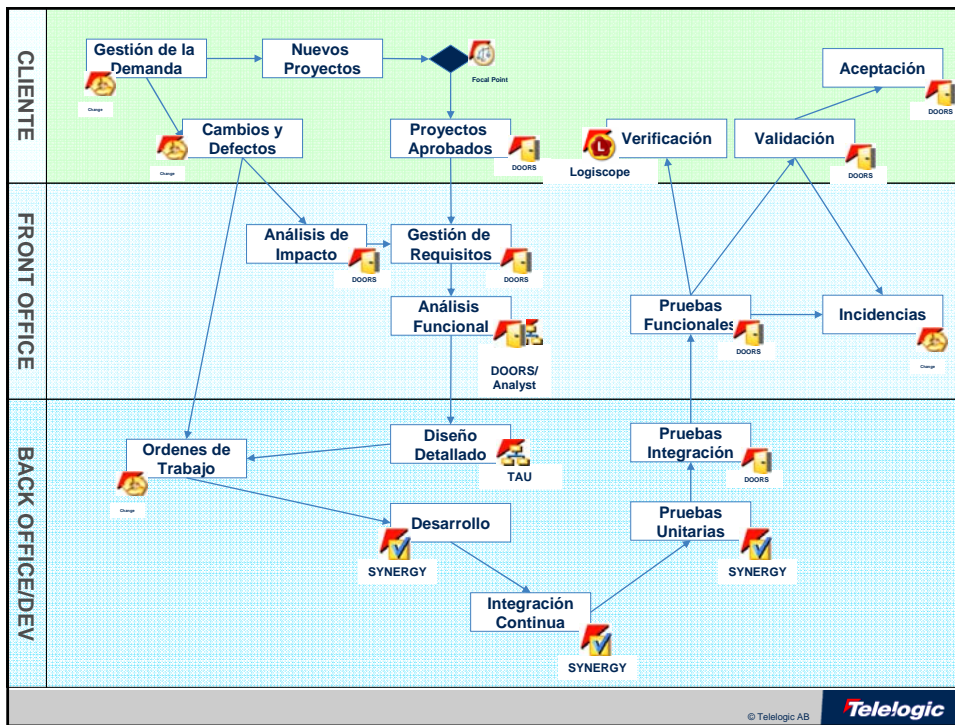 CLIENTE
Gestión de la
Demanda
Change
Nuevos
Proyectos
Focal Point
Aceptación
DOORS
Cambios y
Defectos
Change
Proyectos
Aprobados
DOORS
L
Logiscope
Verificación
Validación
DOORS
FRONT OFFICE
Análisis de
Impacto
DOORS
Gestión de
Requisitos
DOORS
Análisis
Funcional
DOORS/
Analyst
Pruebas
Funcionales
DOORS
Incidencias
Change
BACK OFFICE/DEV
Ordenes de
Trabajo
Change
Diseño
Detallado
TAU
Pruebas
Integración
DOORS
Desarrollo
SYNERGY
Pruebas
Unitarias
SYNERGY
Integración
Continua
SYNERGY
© Telelogic AB
Telelogic